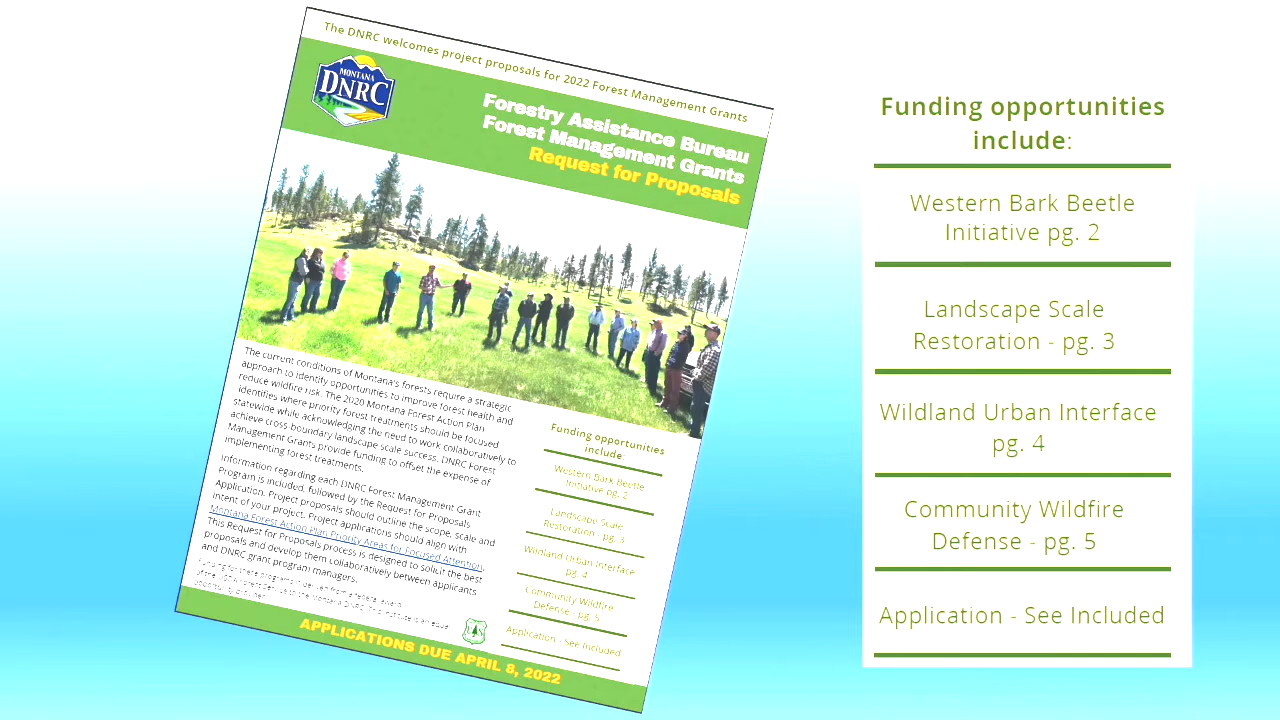 The DNRC welcomes project proposals for 2022 Forest Management Grants
MONTANA
DNRC
Forestry Assistance Bureau
Forest Management Grants
Request for Proposals
The current conditions of Montana's forests require a strategic
approach to identify opportunities to improve forest health and
reduce wildfire risk. The 2020 Montana Forest Action Plan
identifies where priority forest treatments should be focused
statewide while acknowledging the need to work collaboratively to
achieve cross-boundary landscape scale success. DNRC Forest
Management Grants provide funding to offset the expense of
implementing forest treatments.
Information regarding each DNRC Forest Management Grant
Program is included, followed by the Request for Proposals
Application. Project proposals should outline the scope, scale and
intent of your project. Project applications should align with
Montana Forest Action Plan Priority Areas for Focused Attention.
This Request for Proposals process is designed to solicit the best
proposals and develop them collaboratively between applicants
and DNRC grant program managers.
Funding for these programs is derived from a federal award
Funding opportunities
include:
Western Bark Beetle
Initiative pg. 2
Landscape Scale
Restoration - pg. 3
Wildland Urban Interface
pg. 4
Community Wildfire
Defense - pg. 5
Application - See Included
APPLICATIONS DUE APRIL 8, 2022
Funding opportunities
include:
Western Bark Beetle
Initiative pg. 2
Landscape Scale
Restoration - pg. 3
Wildland Urban Interface
pg. 4
Community Wildfire
Defense - pg. 5
Application - See Included